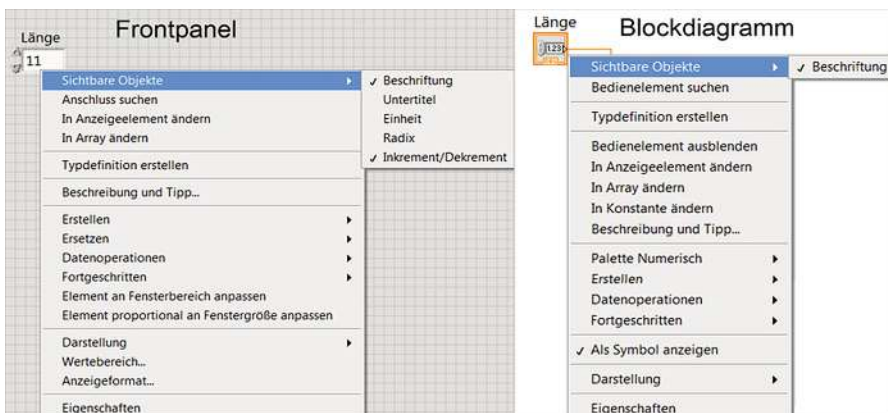 Frontpanel
Länge
11
Sichtbare Objekte
Anschluss suchen
In Anzeigeelement ändern
In Array ändern
Typdefinition erstellen
Beschreibung und Tipp...
Erstellen
Ersetzen
Datenoperationen
Fortgeschritten
Element an Fensterbereich anpassen
Element proportional an Fenstergröße anpassen
Darstellung
Wertebereich...
Anzeigeformat...
Eigenschaften
✓ Beschriftung
Untertitel
Einheit
Radix
✓ Inkrement/Dekrement
Blockdiagramm
Länge
123
Sichtbare Objekte
Bedienelement suchen
Typdefinition erstellen
Bedienelement ausblenden
In Anzeigeelement ändern
In Array ändern
In Konstante ändern
Beschreibung und Tipp...
Palette Numerisch
Erstellen
Datenoperationen
Fortgeschritten
✓ Als Symbol anzeigen
Darstellung
Eigenschaften
✓ Beschriftung